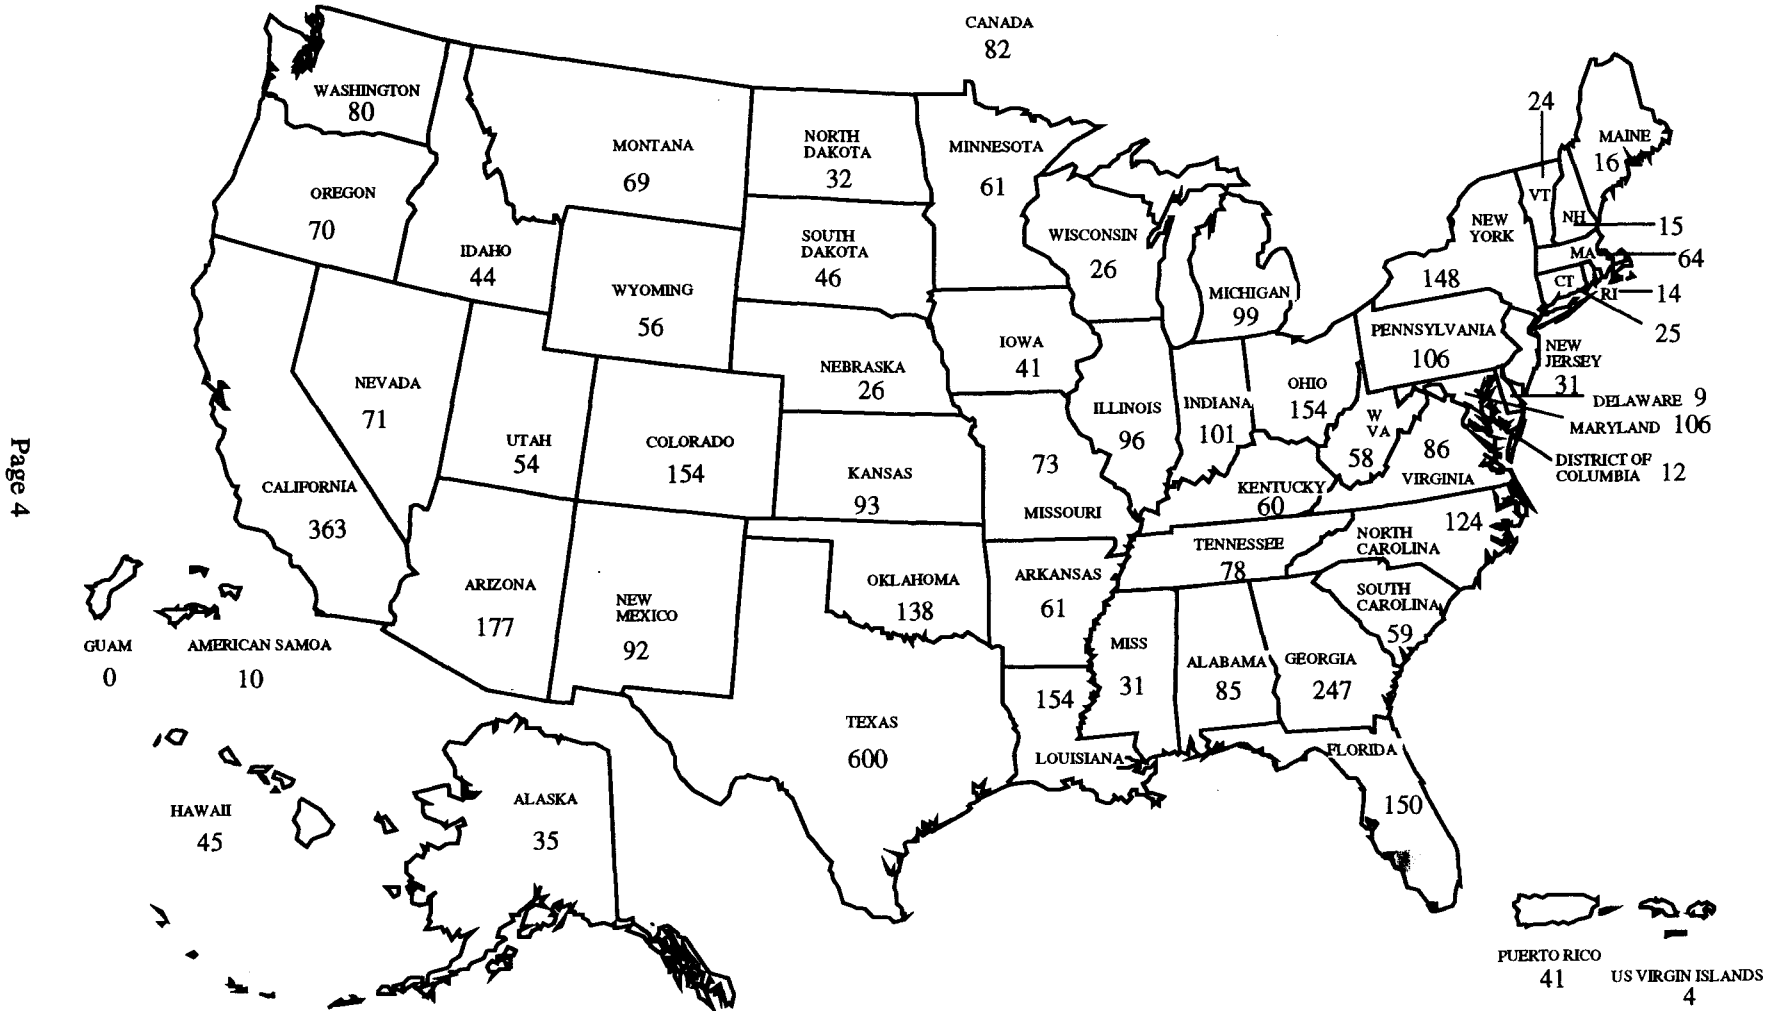 CANADA
82
WASHINGTON
80
MONTANA
69
NORTH
DAKOTA
32
MINNESOTA
61
24
MAINE
16
OREGON
70
IDAHO
44
WYOMING
56
SOUTH
DAKOTA
46
WISCONSIN
26
MICHIGAN
99
NEW
YORK
148
VT
NH
15
MA
64
CT
RI
14
25
NEVADA
71
UTAH
54
COLORADO
154
NEBRASKA
26
IOWA
41
ILLINOIS
96
INDIANA
101
OHIO
154
PENNSYLVANIA
106
NEW
JERSEY
31
DELAWARE 9
MARYLAND 106
DISTRICT OF
COLUMBIA 12
W
VA
58
86
VIRGINIA
Page 4
CALIFORNIA
363
KANSAS
93
73
MISSOURI
KENTUCKY
60
TENNESSEE
78
124
NORTH
CAROLINA
SOUTH
CAROLINA
59
ARIZONA
177
NEW
MEXICO
92
OKLAHOMA
138
ARKANSAS
61
MISS
31
ALABAMA
85
GEORGIA
247
GUAM
0
AMERICAN SAMOA
10
TEXAS
600
154
LOUISIANA
FLORIDA
150
HAWAII
45
ALASKA
35
PUERTO RICO
41
US VIRGIN ISLANDS
4